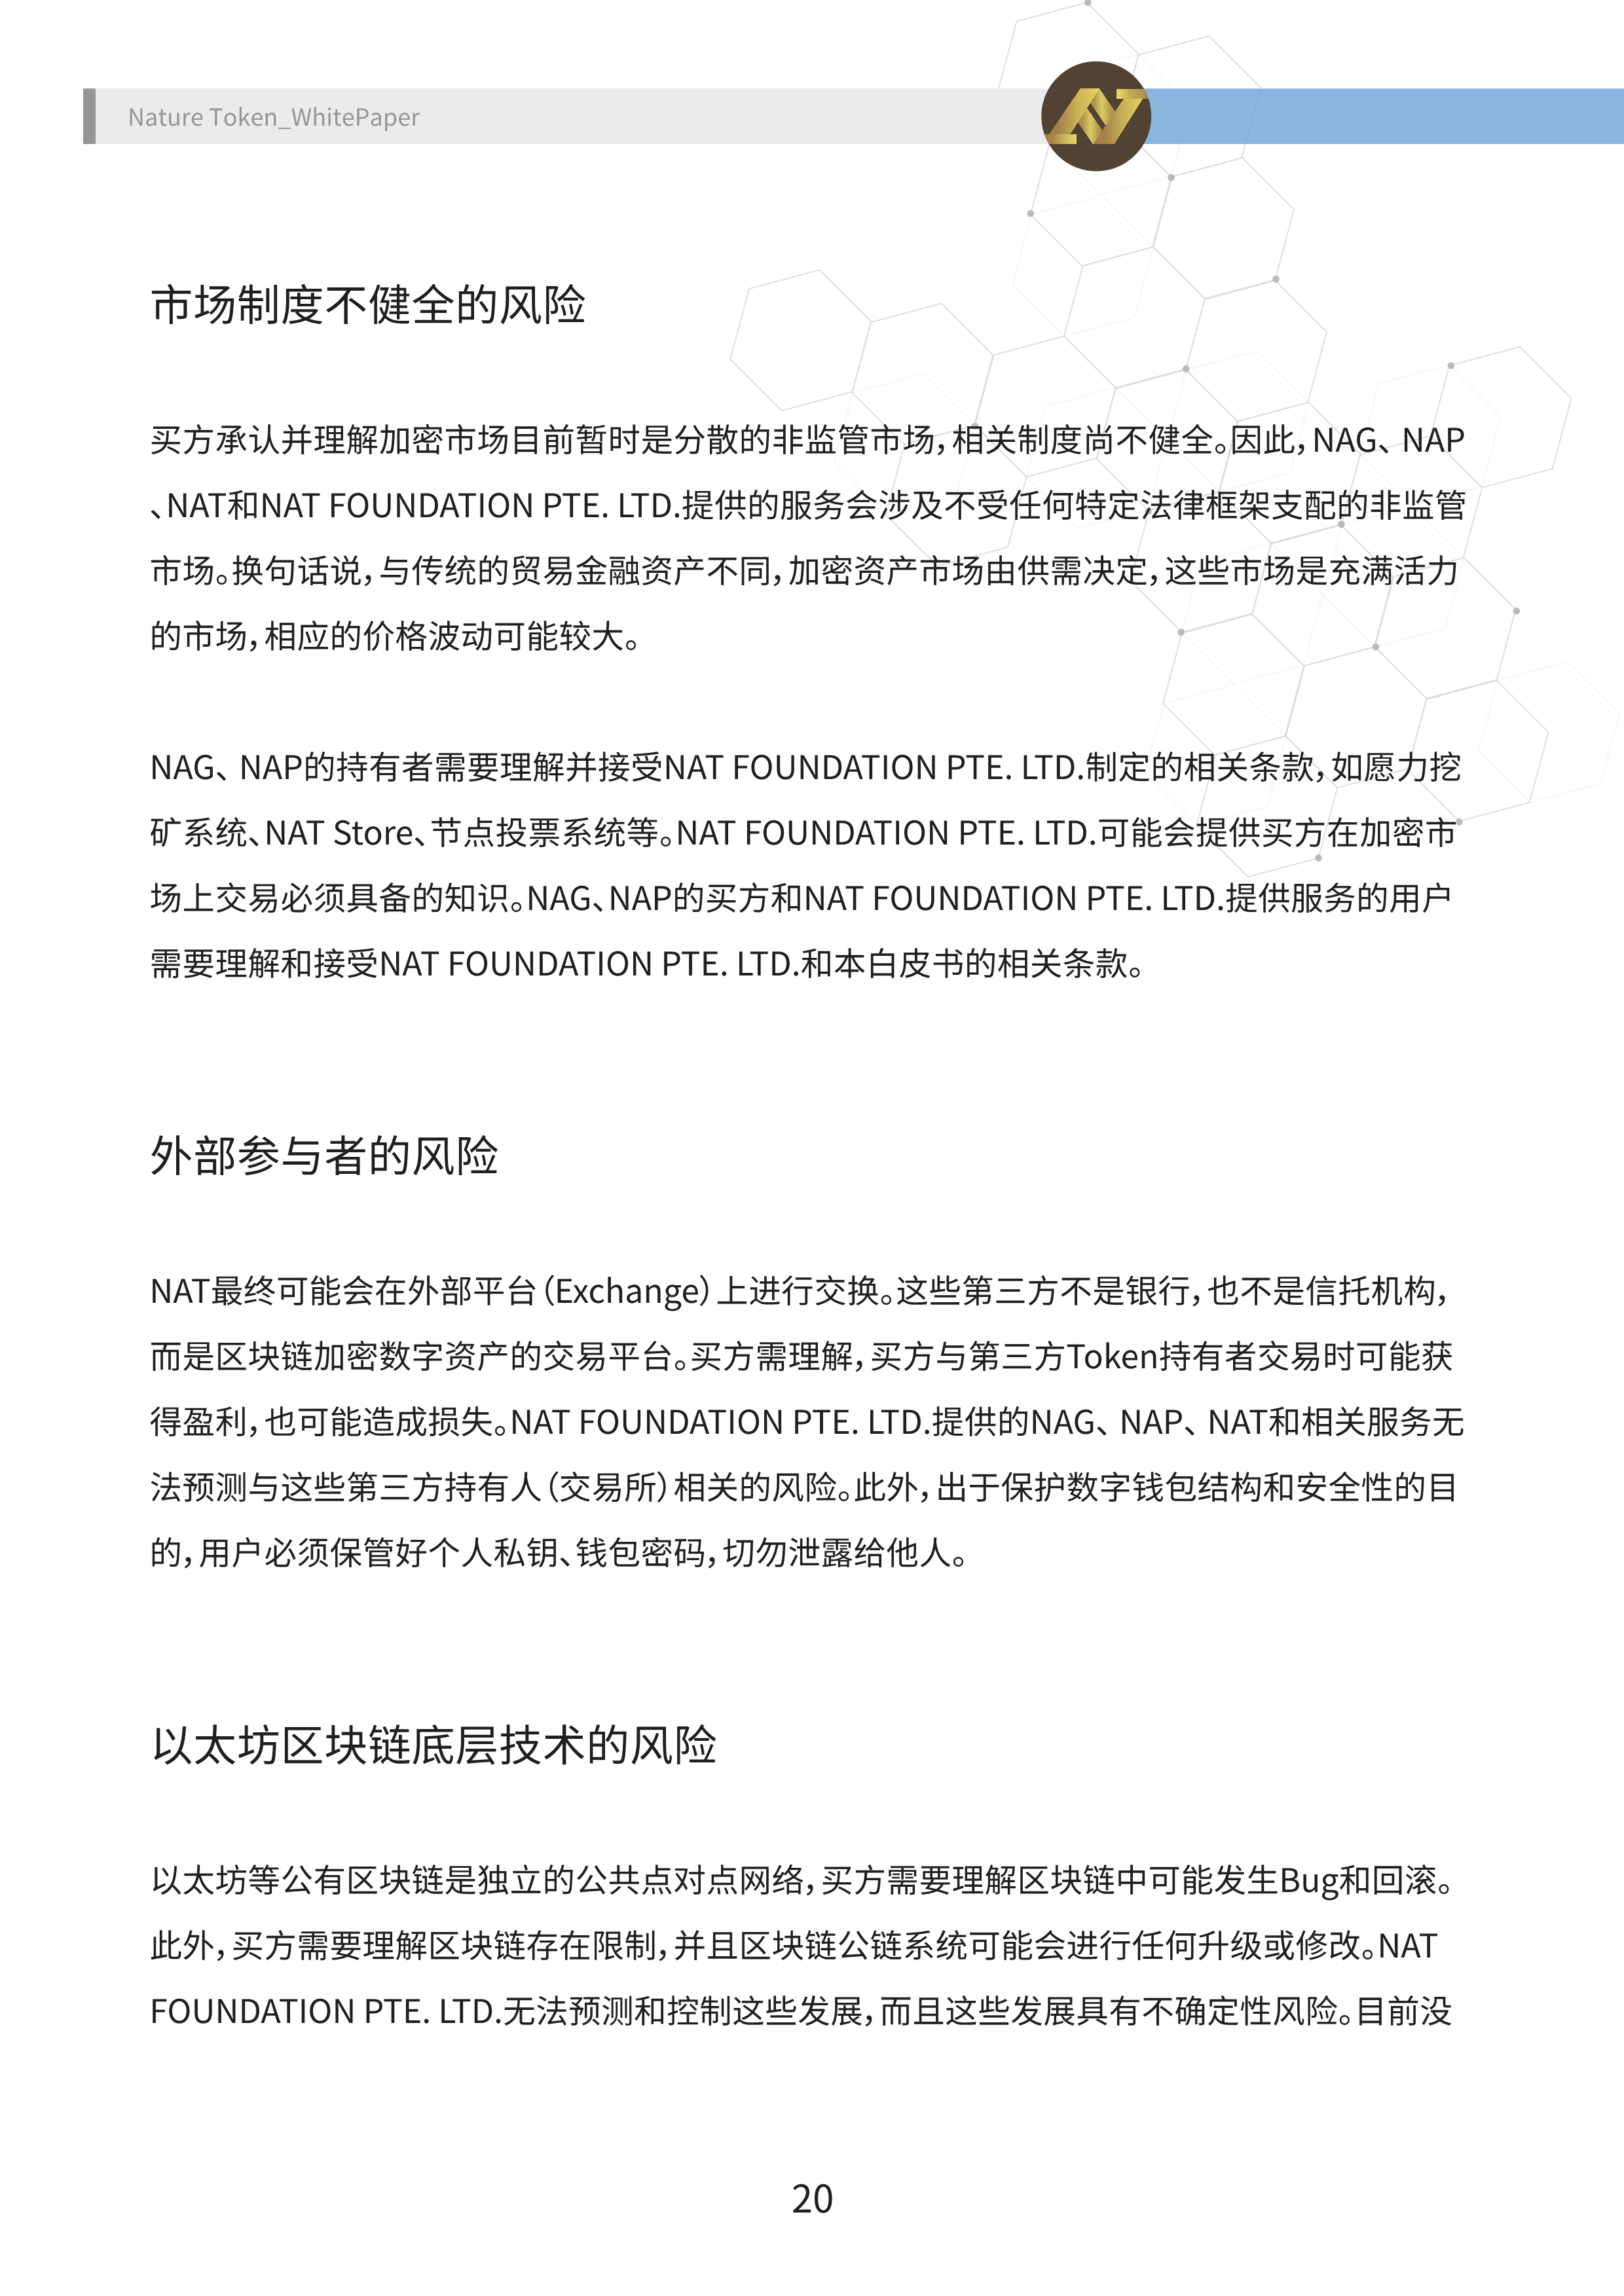 Nature Token_WhitePaper
市场制度不健全的风险
买方承认并理解加密市场目前暂时是分散的非监管市场，相关制度尚不健全。因此，NAG、NAP
、NAT和NAT FOUNDATION PTE. LTD.提供的服务会涉及不受任何特定法律框架支配的非监管
市场。换句话说，与传统的贸易金融资产不同，加密资产市场由供需决定，这些市场是充满活力
的市场，相应的价格波动可能较大。
NAG、NAP的持有者需要理解并接受NAT FOUNDATION PTE. LTD.制定的相关条款，如愿力挖
矿系统、NAT Store、节点投票系统等。NAT FOUNDATION PTE. LTD.可能会提供买方在加密市
场上交易必须具备的知识。NAG、NAP的买方和NAT FOUNDATION PTE. LTD.提供服务的用户
需要理解和接受NAT FOUNDATION PTE. LTD.和本白皮书的相关条款。
外部参与者的风险
NAT最终可能会在外部平台（Exchange）上进行交换。这些第三方不是银行，也不是信托机构，
而是区块链加密数字资产的交易平台。买方需理解，买方与第三方Token持有者交易时可能获
得盈利，也可能造成损失。NAT FOUNDATION PTE. LTD.提供的NAG、NAP、NAT和相关服务无
法预测与这些第三方持有人（交易所）相关的风险。此外，出于保护数字钱包结构和安全性的目
的，用户必须保管好个人私钥、钱包密码，切勿泄露给他人。
以太坊区块链底层技术的风险
以太坊等公有区块链是独立的公共点对点网络，买方需要理解区块链中可能发生Bug和回滚。
此外，买方需要理解区块链存在限制，并且区块链公链系统可能会进行任何升级或修改。NAT
FOUNDATION PTE. LTD.无法预测和控制这些发展，而且这些发展具有不确定性风险。目前没
20